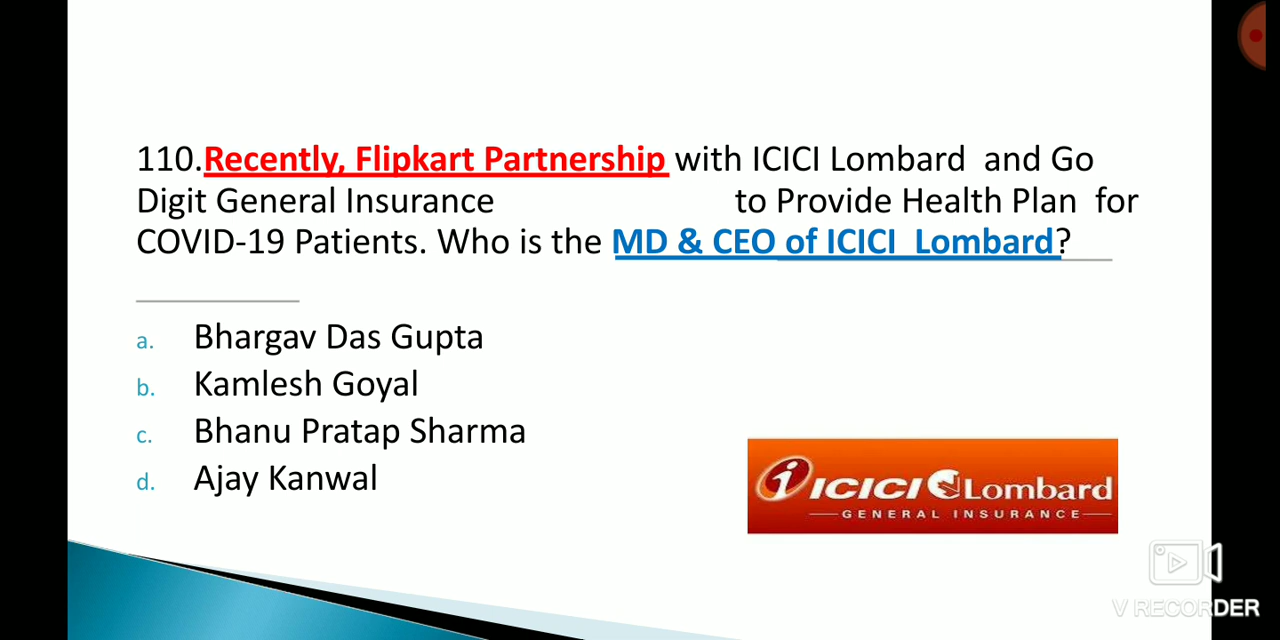 110.Recently, Flipkart Partnership with ICICI Lombard and Go
Digit General Insurance to Provide Health Plan for
COVID-19 Patients. Who is the MD & CEO of ICICI Lombard?
a. Bhargav Das Gupta
b. Kamlesh Goyal
c. Bhanu Pratap Sharma
d. Ajay Kanwal
ICICI Lombard
GENERAL INSURANCE
V RECORDER